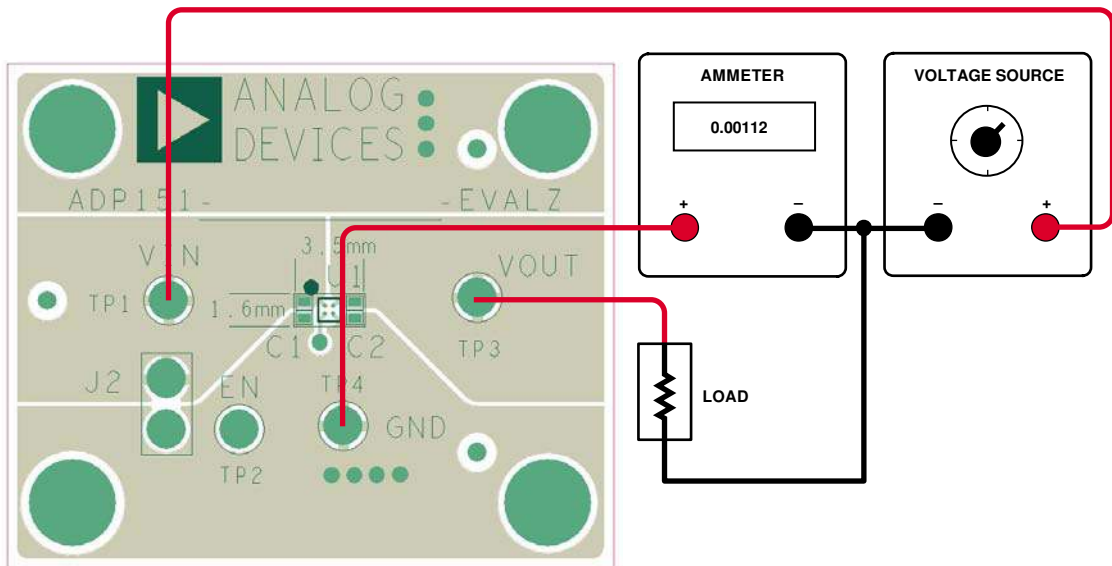 ANALOG
DEVICES
ADP151-
-EVALZ
AMMETER
0.00112
+
–
VOLTAGE SOURCE
–
+
VIN
3.5mm
U1
VOUT
TP1
1.6mm
C1
C2
TP3
J2
EN
TP4
GND
TP2
LOAD